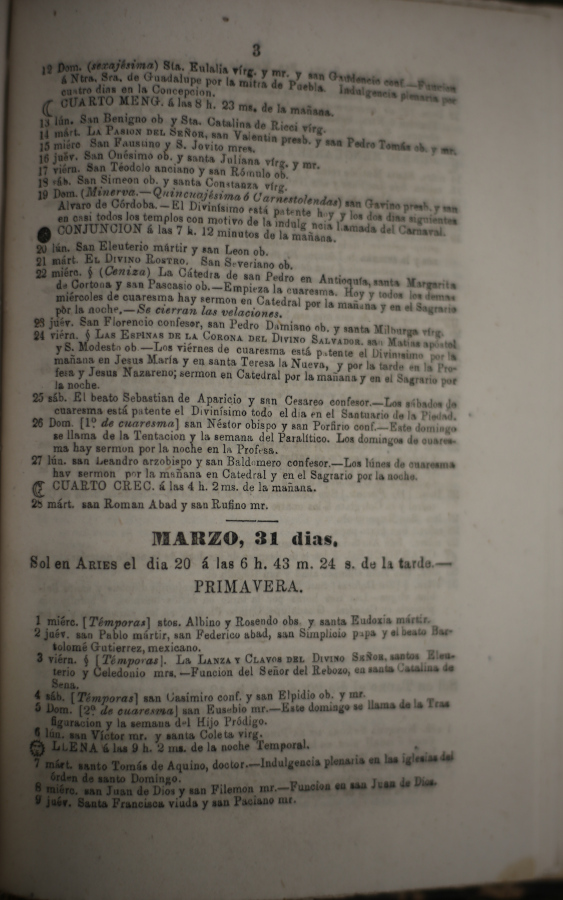 3
12 Dom. (sexajésima) Sta. Eulalia vírg. y mr. y san Gaudencio conf.—Funcion
á Ntra. Sra. de Guadalupe por la mitra de Puebla. Indulgencia plenaria por
cuatro dias en la Concepcion.
CUARTO MENG. á las 8 h. 23 ms. de la mañana.
13 lún. San Benigno ob y Sta. Catalina de Ricci vírg.
14 márt. LA PASION DEL SEÑOR, san Valentin presb. y san Pedro Tomás ob. y mr.
15 miérc San Faustino y S. Jovito mrs.
16 juév. San Onésimo ob. y santa Juliana vírg. y mr.
17 viérn. San Téodolo anciano y san Rómulo ob.
18 sáb. San Simeon ob. y santa Constanza vírg.
19 Dom. (Minerva.—Quincuajésima ó Carnestolendas) san Gavino presb. y san
Alvaro de Córdoba.—El Divinísimo está patente hoy y los dos dias siguientes
en casi todos los templos con motivo de la indulgencia llamada del Carnaval.
CONJUNCION á las 7 h. 12 minutos de la mañana.
20 lún. San Eleuterio mártir y san Leon ob.
21 márt. EL DIVINO ROSTRO. San Severiano ob.
22 miérc. § (Ceniza) La Cátedra de san Pedro en Antioquía, santa Margarita
de Cortona y san Pascasio ob.—Empieza la cuaresma. Hoy y todos los demas
miércoles de cuaresma hay sermon en Catedral por la mañana y en el Sagrario
pòr la noche.—Se cierran las velaciones.
23 juév. San Florencio confesor, san Pedro Damiano ob. y santa Milburga vírg.
24 viérn. § LAS ESPINAS DE LA CORONA DEL DIVINO SALVADOR. san Matías apóstol
y S. Modesto ob.—Los viérnes de cuaresma está patente el Divinísimo por la
mañana en Jesus María y en santa Teresa la Nueva, y por la tarde en la Pro-
fesa y Jesus Nazareno; sermon en Catedral por la mañana y en el Sagrario por
la noche.
25 sáb. El beato Sebastian de Aparicio y san Cesareo confesor.—Los sábados de
cuaresma está patente el Divinísimo todo el dia en el Santuario de la Piedad.
26 Dom. [1º de cuaresma] san Néstor obispo y san Porfirio conf.—Este domingo
se llama de la Tentacion y la semana del Paralítico. Los domingos de cuares-
ma hay sermon por la noche en la Profesa.
27 lún. san Leandro arzobispo y san Baldomero confesor.—Los lúnes de cuaresma
hay sermon por la mañana en Catedral y en el Sagrario por la noche.
CUARTO CREC. á las 4 h. 2 ms. de la mañana.
28 márt. san Roman Abad y san Rufino mr.
MARZO, 31 dias.
Sol en ARIES el dia 20 á las 6 h. 43 m. 24 s. de la tarde.—
PRIMAVERA.
1 miérc. [Témporas] stos. Albino y Rosendo obs. y santa Eudoxia mártir.
2 juév. san Pablo mártir, san Federico abad, san Simplicio papa y el beato Bar-
tolomé Gutierrez, mexicano.
3 viérn. § [Témporas]. LA LANZA Y CLAVOS DEL DIVINO SEÑOR, santos Eleu-
terio y Celedonio mrs.—Funcion del Señor del Rebozo, en santa Catalina de
Sena.
4 sáb. [Témporas] san Casimiro conf. y san Elpidio ob. y mr.
5 Dom. [2º de cuaresma] san Eusebio mr.—Este domingo se llama de la Tras
figuracion y la semana del Hijo Pródigo.
6 lún. san Víctor mr. y santa Coleta vírg.
LLENA á las 9 h. 2 ms. de la noche Temporal.
7 márt. santo Tomás de Aquino, doctor.—Indulgencia plenaria en las iglesias del
órden de santo Domingo.
8 miérc. san Juan de Dios y san Filemon mr.—Funcion en san Juan de Dios.
9 juév. Santa Francisca viuda y san Paciano mr.